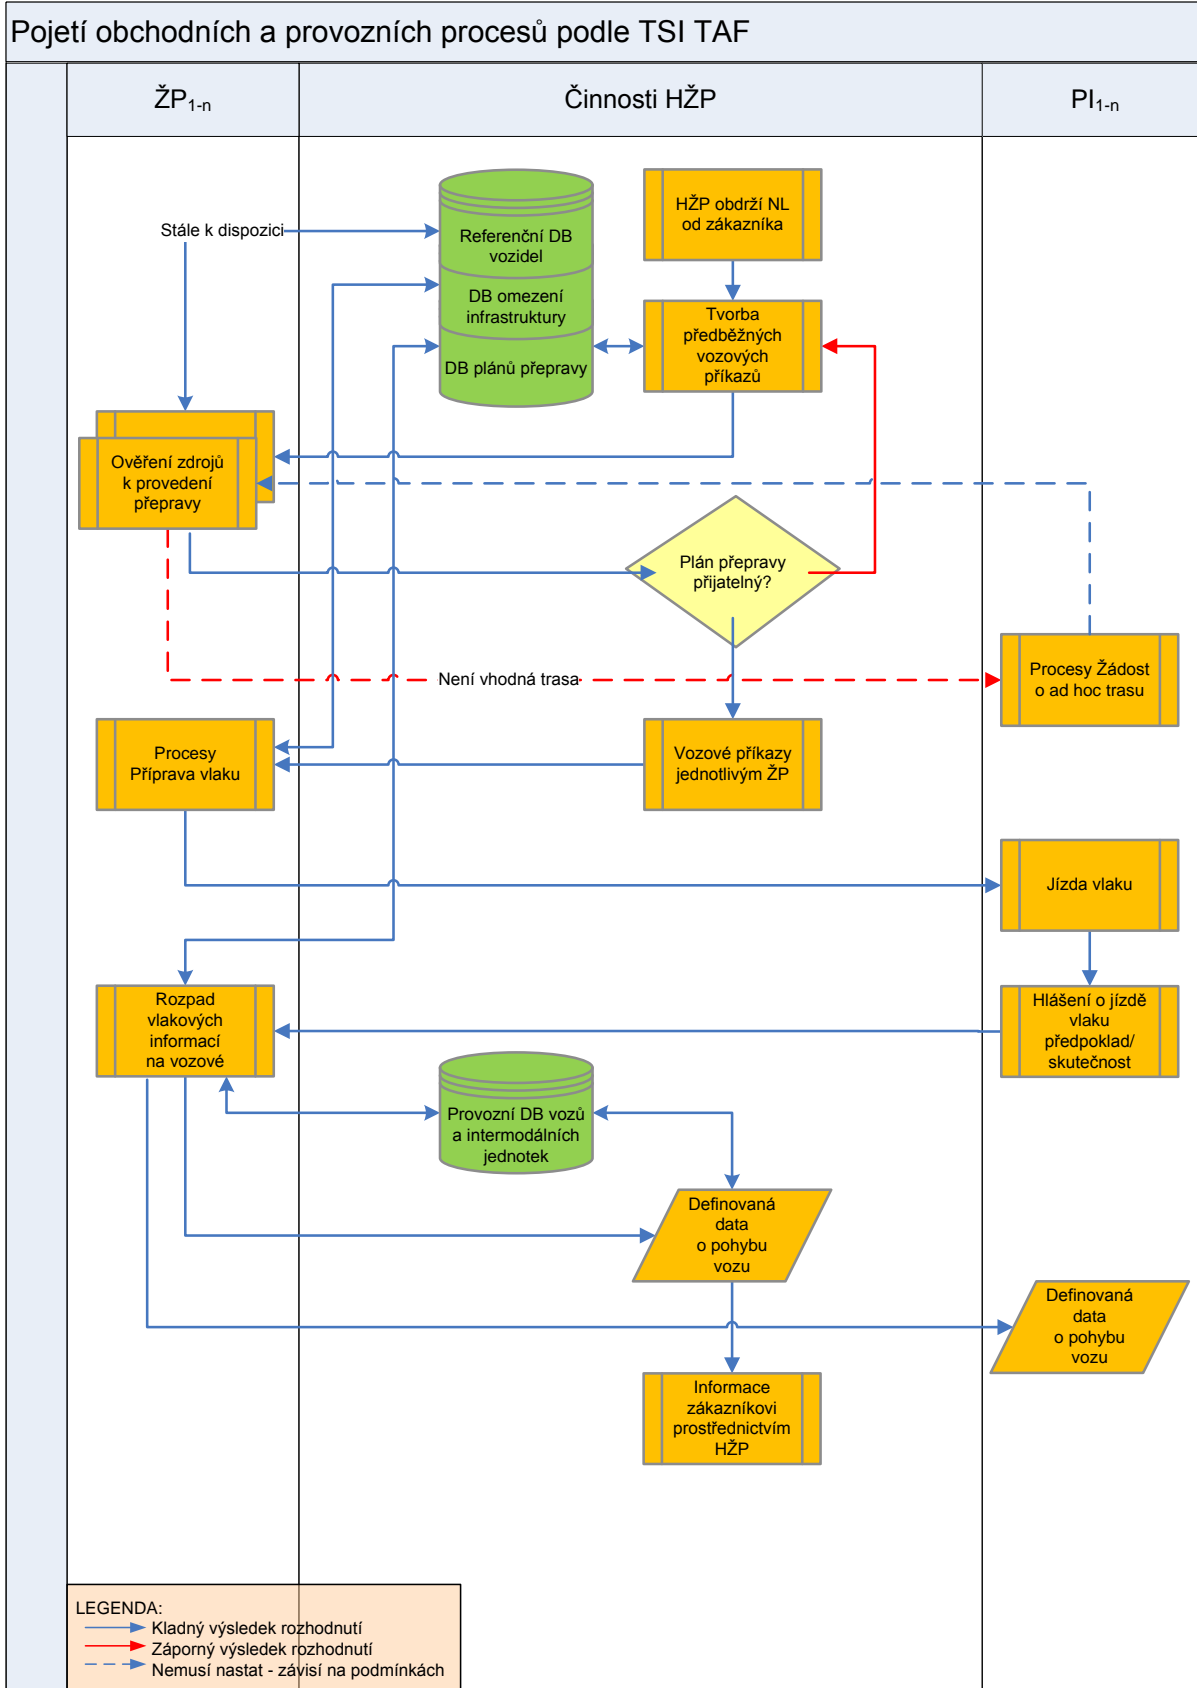 Pojetí obchodních a provozních procesů podle TSI TAF
ŽP1-n
Činnosti HŽP
PI1-n
HŽP obdrží NL
od zákazníka
Stále k dispozici
Referenční DB
vozidel
DB omezení
infrastruktury
DB plánů přepravy
Tvorba
předběžných
vozových
příkazů
Ověření zdrojů
k provedení
přepravy
Plán přepravy
přijatelný?
Není vhodná trasa
Procesy Žádost
o ad hoc trasu
Procesy
Příprava vlaku
Vozové příkazy
jednotlivým ŽP
Jízda vlaku
Rozpad
vlakových
informací
na vozové
Hlášení o jízdě
vlaku
předpoklad/
skutečnost
Provozní DB vozů
a intermodálních
jednotek
Definovaná
data
o pohybu
vozu
Definovaná
data
o pohybu
vozu
Informace
zákazníkovi
prostřednictvím
HŽP
LEGENDA:
Kladný výsledek rozhodnutí
Záporný výsledek rozhodnutí
Nemusí nastat - závisí na podmínkách